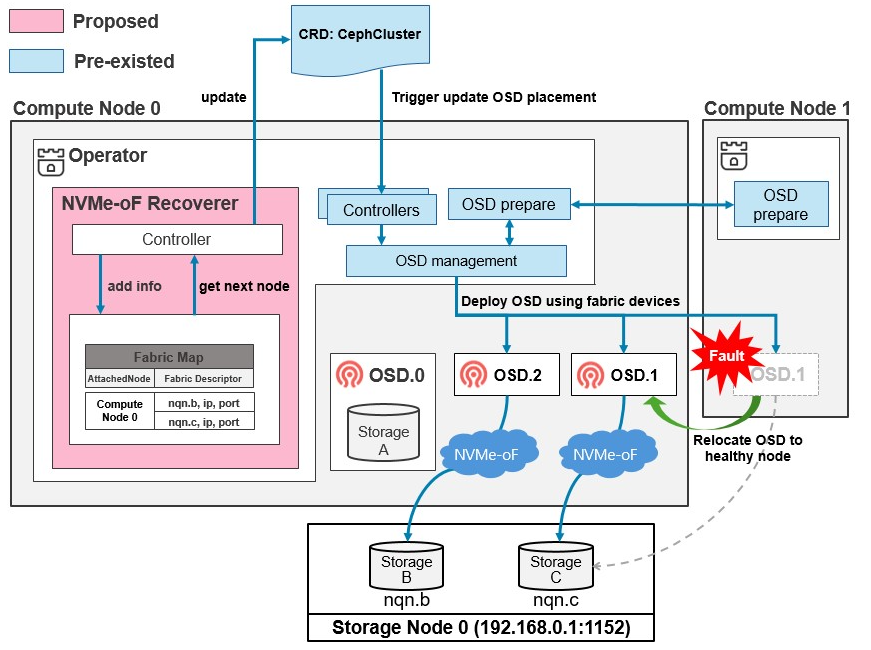 Proposed
Pre-existed
CRD: CephCluster
update
Trigger update OSD placement
Compute Node 0
Compute Node 1
Operator
NVMe-oF Recoverer
Controller
add info
get next node
Fabric Map
AttachedNode
Fabric Descriptor
Compute
Node 0
nqn.b, ip, port
nqn.c, ip, port
Controllers
OSD prepare
OSD management
OSD
prepare
Deploy OSD using fabric devices
OSD.0
Storage
A
OSD.2
OSD.1
Fault
OSD.1
NVMe-oF
NVMe-oF
Relocate OSD to
healthy node
Storage
B
nqn.b
Storage
C
nqn.c
Storage Node 0 (192.168.0.1:1152)